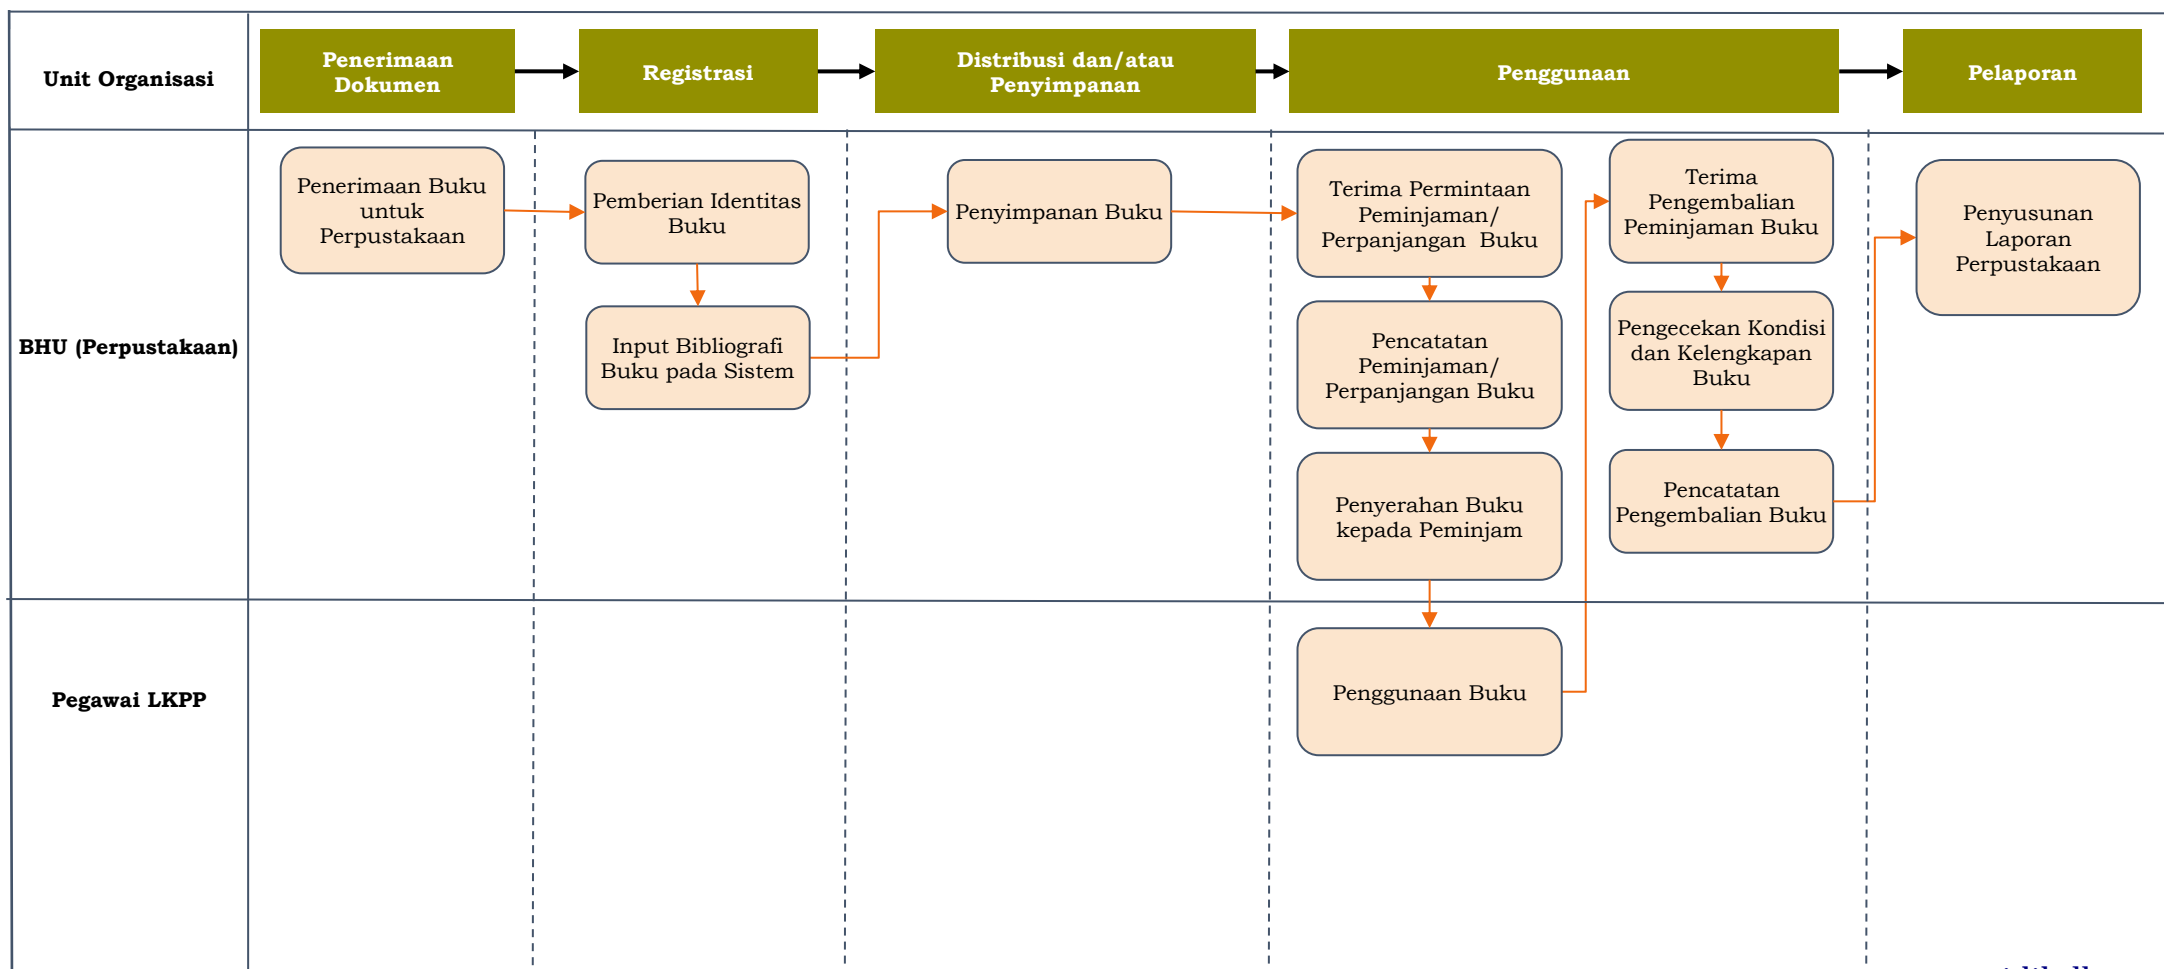 Unit Organisasi
Penerimaan
Dokumen
Registrasi
Distribusi dan/atau
Penyimpanan
Penggunaan
Pelaporan
BHU (Perpustakaan)
Penerimaan Buku
untuk
Perpustakaan
Pemberian Identitas
Buku
Input Bibliografi
Buku pada Sistem
Penyimpanan Buku
Terima Permintaan
Peminjaman/
Perpanjangan Buku
Pencatatan
Peminjaman/
Perpanjangan Buku
Penyerahan Buku
kepada Peminjam
Terima
Pengembalian
Peminjaman Buku
Pengecekan Kondisi
dan Kelengkapan
Buku
Pencatatan
Pengembalian Buku
Penyusunan
Laporan
Perpustakaan
Pegawai LKPP
Penggunaan Buku